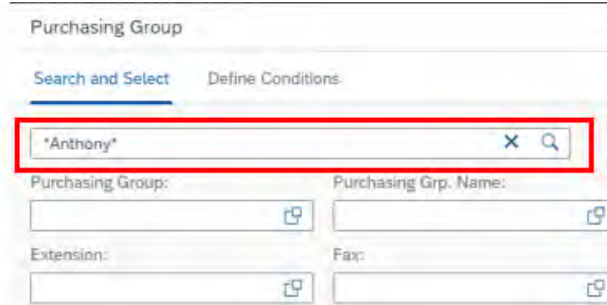 Purchasing Group
Search and Select Define Conditions
*Anthony*
Purchasing Group: Purchasing Grp. Name:
Extension: Fax: